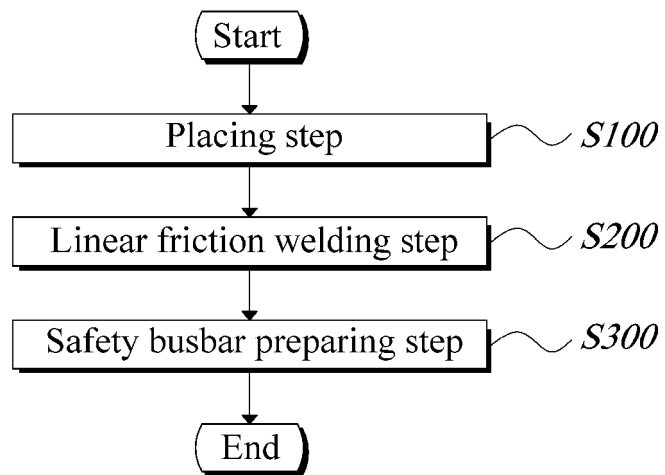 Start
Placing step
S100
Linear friction welding step
S200
Safety busbar preparing step
S300
End